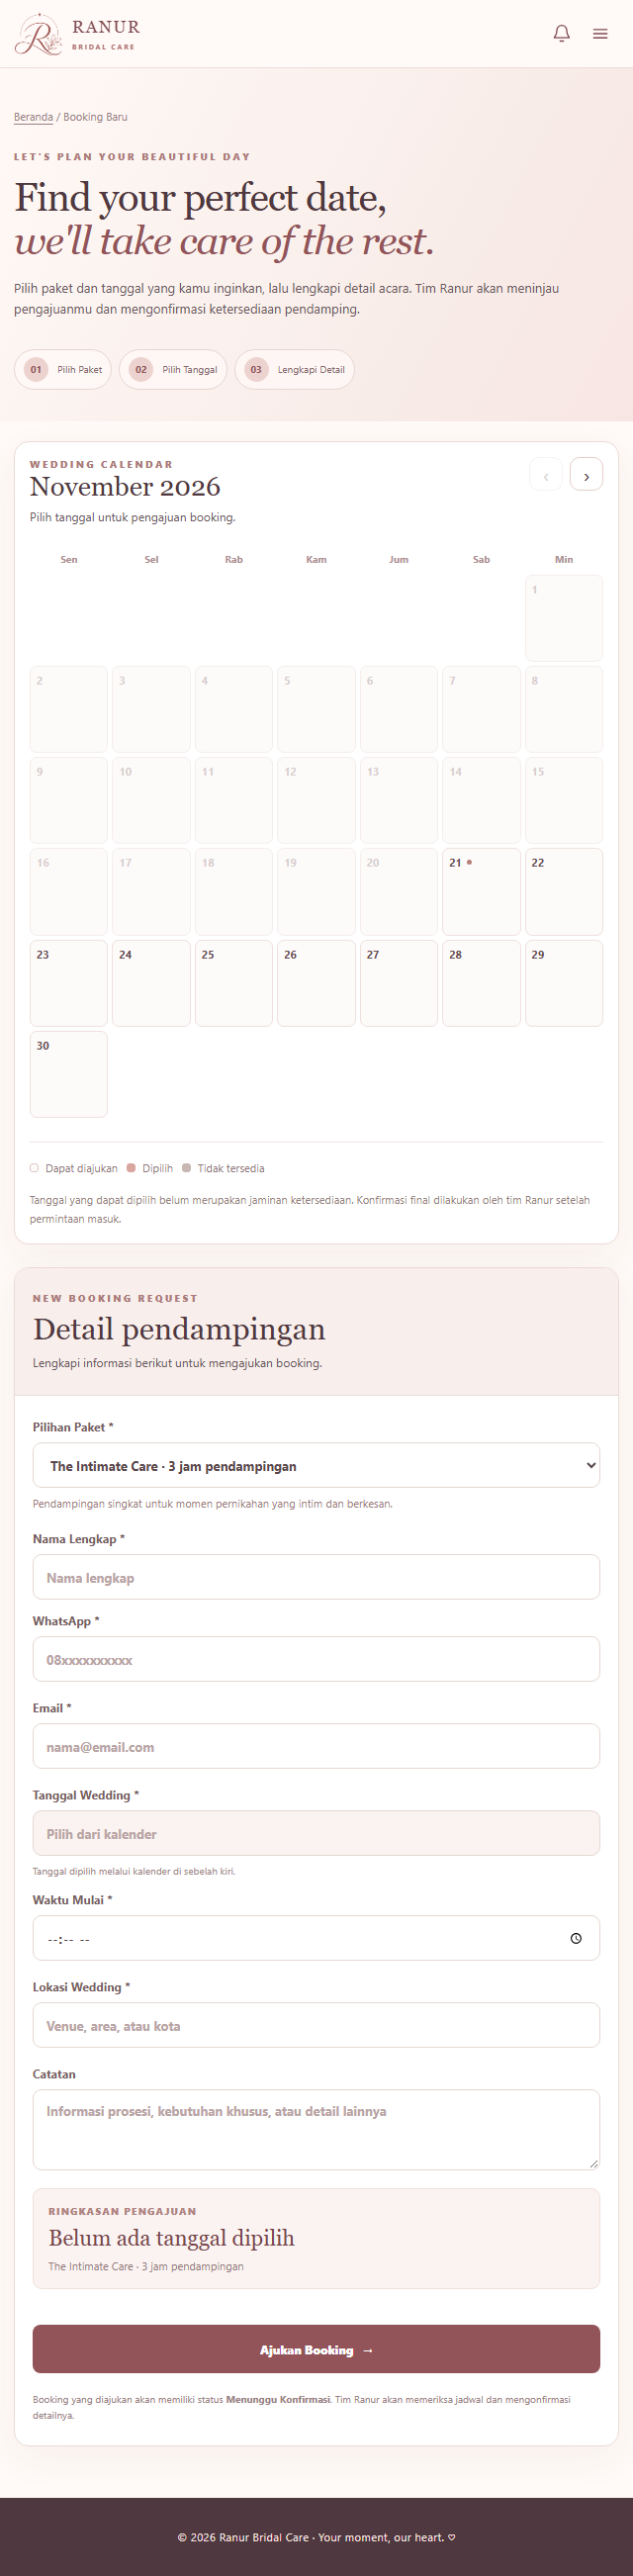 RANUR
BRIDAL CARE
Beranda / Booking Baru
LET'S PLAN YOUR BEAUTIFUL DAY
Find your perfect date,
we'll take care of the rest.
Pilih paket dan tanggal yang kamu inginkan, lalu lengkapi detail acara. Tim Ranur akan meninjau
pengajuanmu dan mengonfirmasi ketersediaan pendamping.
01 Pilih Paket 02 Pilih Tanggal 03 Lengkapi Detail
WEDDING CALENDAR
November 2026
Pilih tanggal untuk pengajuan booking.
Sen Sel Rab Kam Jum Sab Min
1
2 3 4 5 6 7 8
9 10 11 12 13 14 15
16 17 18 19 20 21 22
23 24 25 26 27 28 29
30
Dapat diajukan Dipilih Tidak tersedia
Tanggal yang dapat dipilih belum merupakan jaminan ketersediaan. Konfirmasi final dilakukan oleh tim Ranur setelah
permintaan masuk.
NEW BOOKING REQUEST
Detail pendampingan
Lengkapi informasi berikut untuk mengajukan booking.
Pilihan Paket *
The Intimate Care · 3 jam pendampingan
Pendampingan singkat untuk momen pernikahan yang intim dan berkesan.
Nama Lengkap *
Nama lengkap
WhatsApp *
08xxxxxxxxxx
Email *
nama@email.com
Tanggal Wedding *
Pilih dari kalender
Tanggal dipilih melalui kalender di sebelah kiri.
Waktu Mulai *
--:-- --
Lokasi Wedding *
Venue, area, atau kota
Catatan
Informasi prosesi, kebutuhan khusus, atau detail lainnya
RINGKASAN PENGAJUAN
Belum ada tanggal dipilih
The Intimate Care · 3 jam pendampingan
Ajukan Booking →
Booking yang diajukan akan memiliki status Menunggu Konfirmasi. Tim Ranur akan memeriksa jadwal dan mengonfirmasi
detailnya.
© 2026 Ranur Bridal Care · Your moment, our heart. ♡